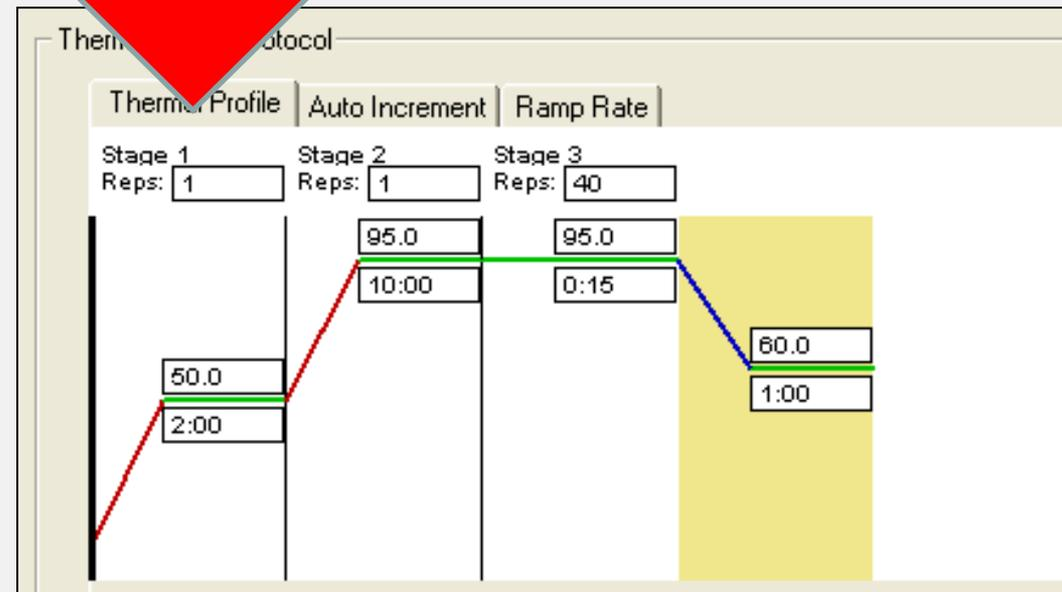 Thermal Profile
Auto Increment
Ramp Rate
Stage 1
Reps: 1
Stage 2
Reps: 1
Stage 3
Reps: 40
95.0
10:00
95.0
0:15
60.0
1:00
50.0
2:00